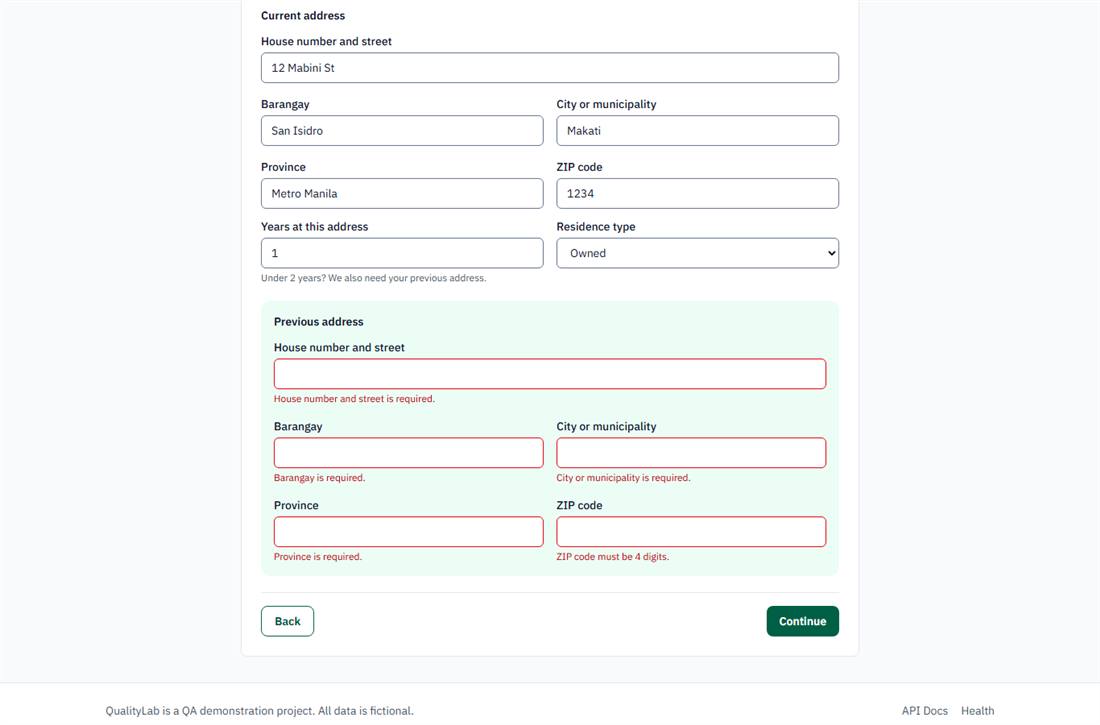 Current address
House number and street
12 Mabini St
Barangay City or municipality
San Isidro Makati
Province ZIP code
Metro Manila 1234
Years at this address Residence type
1 Owned
Under 2 years? We also need your previous address.
Previous address
House number and street
House number and street is required.
Barangay City or municipality
Barangay is required. City or municipality is required.
Province ZIP code
Province is required. ZIP code must be 4 digits.
Back Continue
QualityLab is a QA demonstration project. All data is fictional. API Docs Health